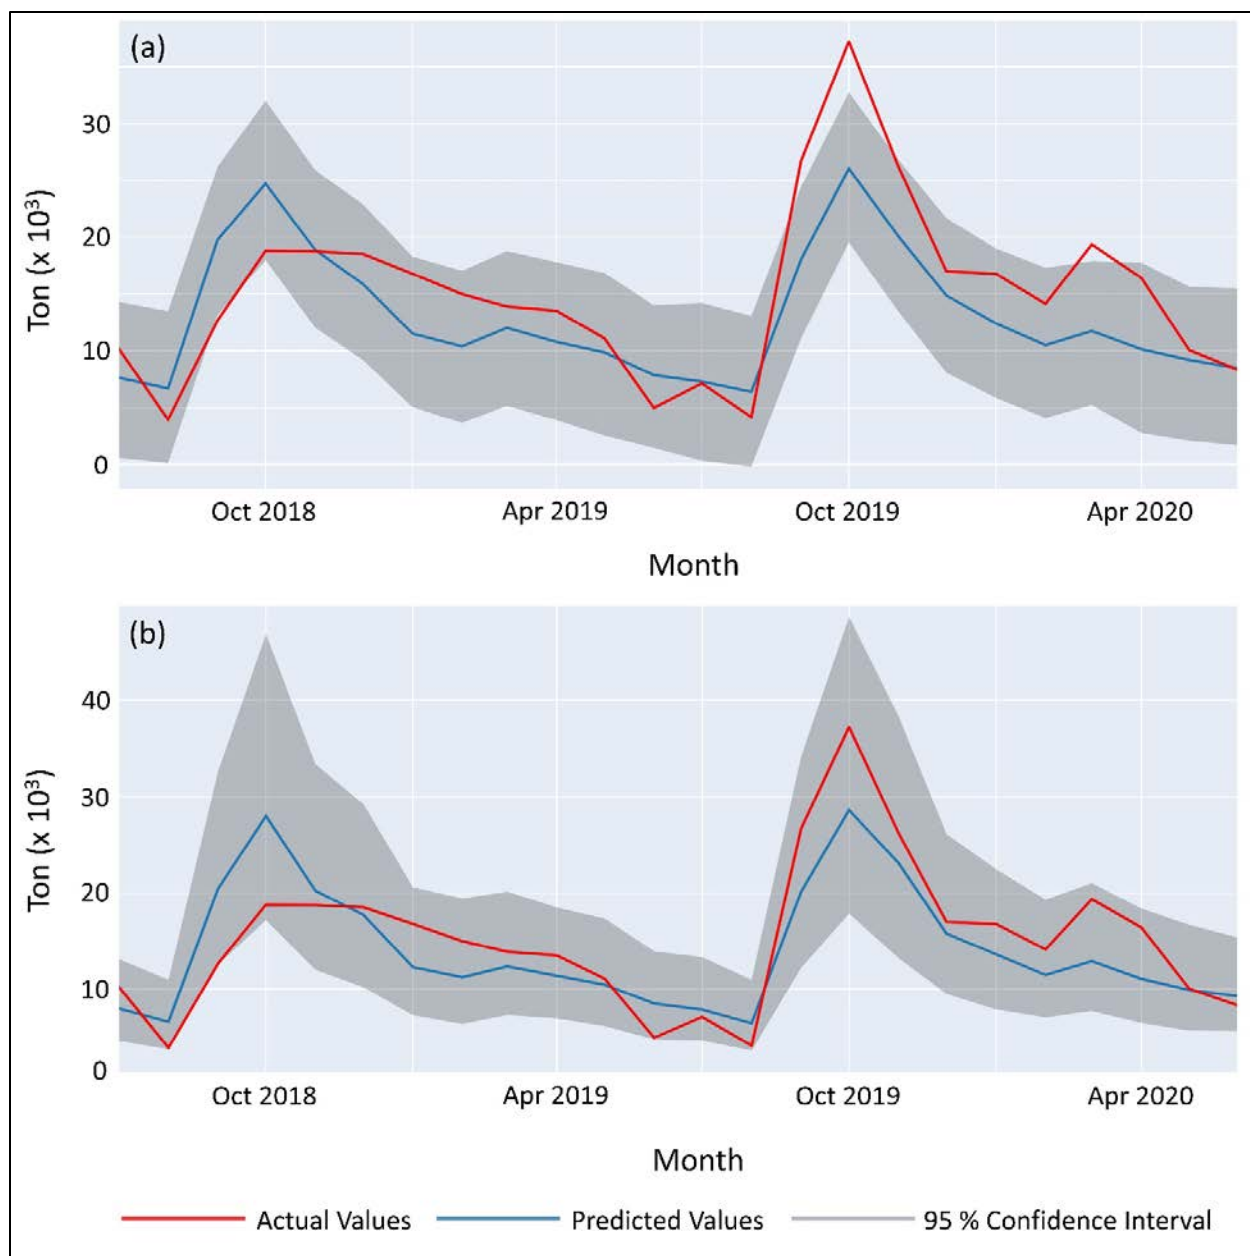 (a)
30
20
10
0
Ton (x 10³)
Oct 2018 Apr 2019 Oct 2019 Apr 2020
Month
(b)
40
30
20
10
0
Ton (x 10³)
Oct 2018 Apr 2019 Oct 2019 Apr 2020
Month
Actual Values Predicted Values 95 % Confidence Interval